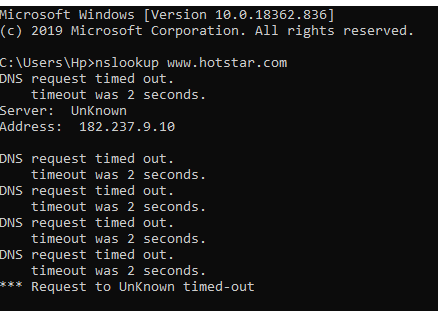 Microsoft Windows [Version 10.0.18362.836]
(c) 2019 Microsoft Corporation. All rights reserved.
C:\Users\Hp>nslookup www.hotstar.com
DNS request timed out.
    timeout was 2 seconds.
Server:  UnKnown
Address:  182.237.9.10
DNS request timed out.
    timeout was 2 seconds.
DNS request timed out.
    timeout was 2 seconds.
DNS request timed out.
    timeout was 2 seconds.
DNS request timed out.
    timeout was 2 seconds.
*** Request to UnKnown timed-out